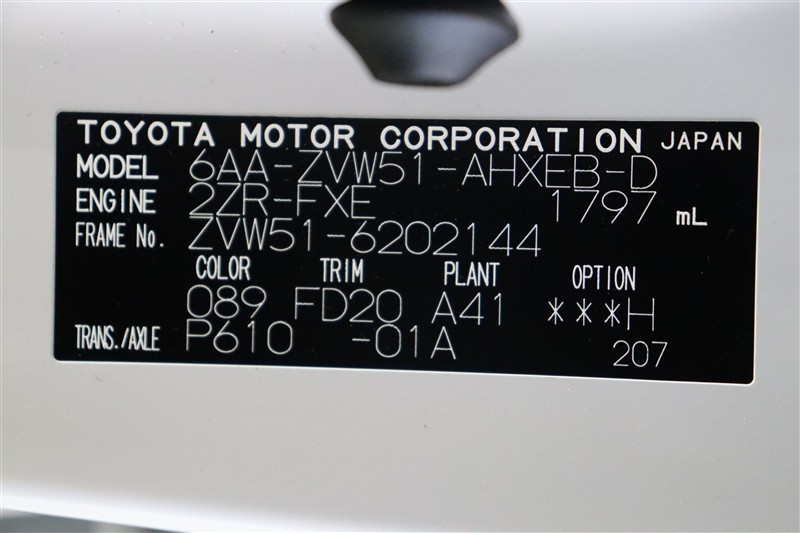 TOYOTA MOTOR CORPORATION JAPAN
MODEL 6AA-ZVW51-AHXEB-D
ENGINE 2ZR-FXE 1797 mL
FRAME No. ZVW51-6202144
COLOR TRIM PLANT OPTION
089 FD20 A41 ***H
TRANS./AXLE P610 -01A 207